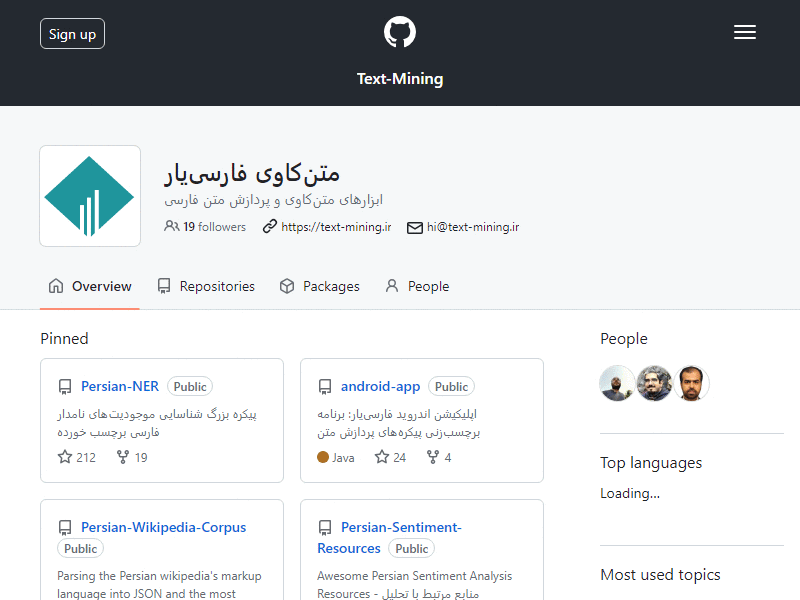 Sign up
Text-Mining
متن‌کاوی فارسی‌یار
ابزارهای متن‌کاوی و پردازش متن فارسی
19 followers https://text-mining.ir hi@text-mining.ir
Overview Repositories Packages People
Pinned
Persian-NER Public
پیکره بزرگ شناسایی موجودیت‌های نامدار
فارسی برچسب خورده
212 19
android-app Public
اپلیکیشن اندروید فارسی‌یار: برنامه
برچسب‌زنی پیکره‌های پردازش متن
Java 24 4
Persian-Wikipedia-Corpus
Public
Parsing the Persian wikipedia's markup
language into JSON and the most
Persian-Sentiment-
Resources Public
Awesome Persian Sentiment Analysis
Resources - منابع مرتبط با تحلیل
People
Top languages
Loading...
Most used topics